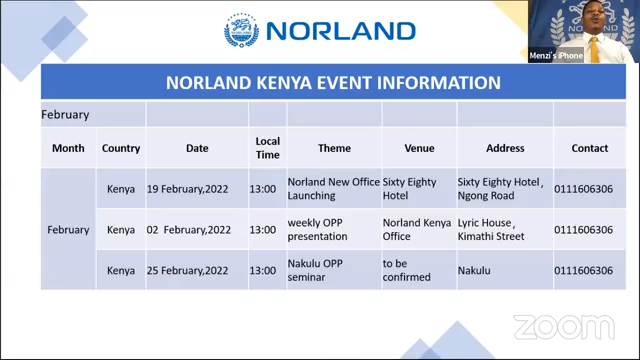 NORLAND
Menzi's iPhone
NORLAND KENYA EVENT INFORMATION
February
Month Country Date Local Time Theme Venue Address Contact
February
Kenya 19 February,2022 13:00 Norland New Office Launching Sixty Eighty Hotel Sixty Eighty Hotel, Ngong Road 0111606306
Kenya 02 February,2022 13:00 weekly OPP presentation Norland Kenya Office Lyric House, Kimathi Street 0111606306
Kenya 25 February,2022 13:00 Nakulu OPP seminar to be confirmed Nakulu 0111606306
zoom